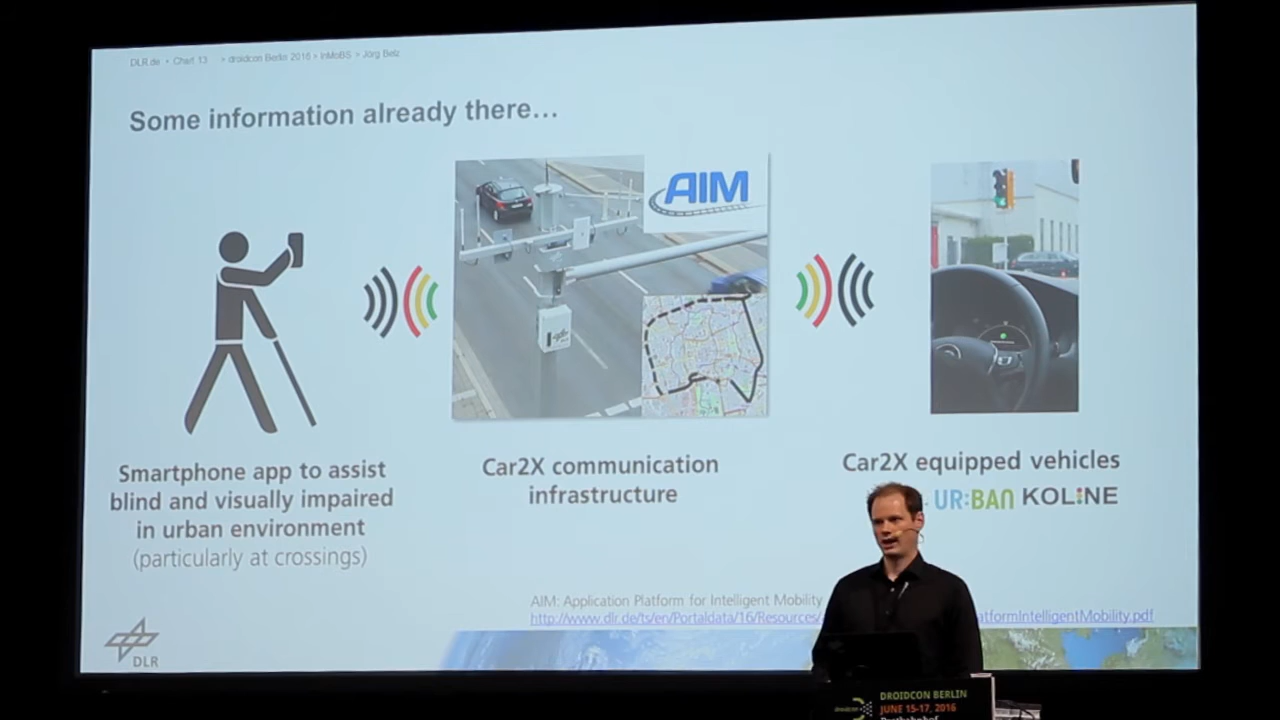 DLR.de • Chart 13 > droidcon Berlin 2016 > InMoBS > Jörg Belz
Some information already there…
AIM
Smartphone app to assist
blind and visually impaired
in urban environment
(particularly at crossings)
Car2X communication
infrastructure
Car2X equipped vehicles
UR:BAN KOLINE
AIM: Application Platform for Intelligent Mobility
http://www.dlr.de/ts/en/Portaldata/16/Resources/
atformIntelligentMobility.pdf
DLR
droidcon
DROIDCON BERLIN
JUNE 15-17, 2016
Postbahnhof